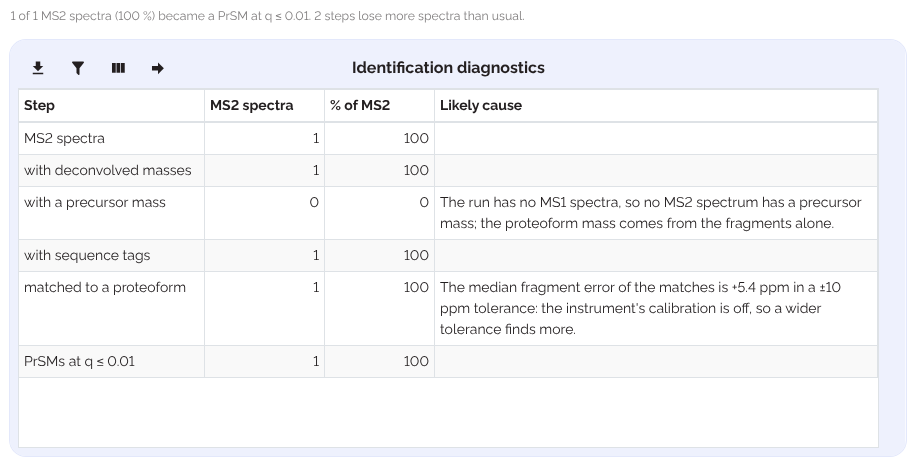 1 of 1 MS2 spectra (100 %) became a PrSM at q ≤ 0.01. 2 steps lose more spectra than usual.
Identification diagnostics
Step MS2 spectra % of MS2 Likely cause
MS2 spectra 1 100
with deconvolved masses 1 100
with a precursor mass 0 0 The run has no MS1 spectra, so no MS2 spectrum has a precursor
mass; the proteoform mass comes from the fragments alone.
with sequence tags 1 100
matched to a proteoform 1 100 The median fragment error of the matches is +5.4 ppm in a ±10
ppm tolerance: the instrument's calibration is off, so a wider
tolerance finds more.
PrSMs at q ≤ 0.01 1 100